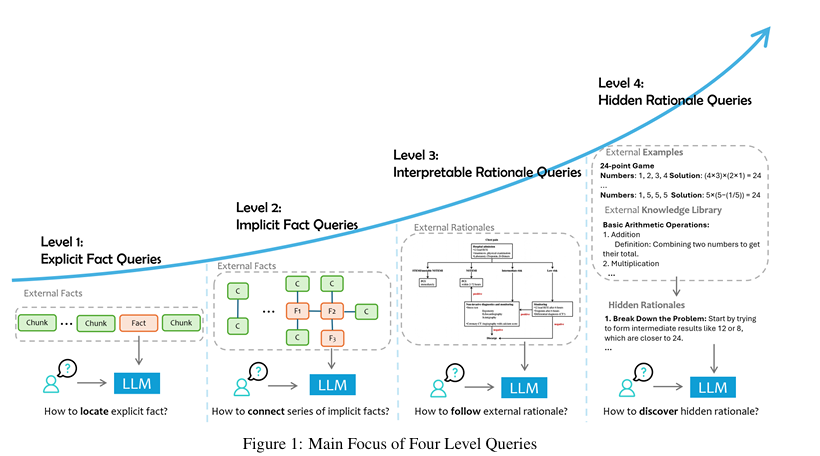 Level 1:
Explicit Fact Queries
External Facts
Chunk ••• Chunk Fact Chunk
?
LLM
How to locate explicit fact?
Level 2:
Implicit Fact Queries
External Facts
C C C
••• F1 F2 C
C C F3
?
LLM
How to connect series of implicit facts?
Level 3:
Interpretable Rationale Queries
External Rationales
?
LLM
How to follow external rationale?
Level 4:
Hidden Rationale Queries
External Examples
24-point Game
Numbers: 1, 2, 3, 4 Solution: (4×3)×(2×1) = 24
...
Numbers: 1, 5, 5, 5 Solution: 5×(5−(1/5)) = 24
External Knowledge Library
Basic Arithmetic Operations:
1. Addition
Definition: Combining two numbers to get
their total.
2. Multiplication
...
Hidden Rationales
1. Break Down the Problem: Start by trying
to form intermediate results like 12 or 8,
which are closer to 24.
...
?
LLM
How to discover hidden rationale?
Figure 1: Main Focus of Four Level Queries